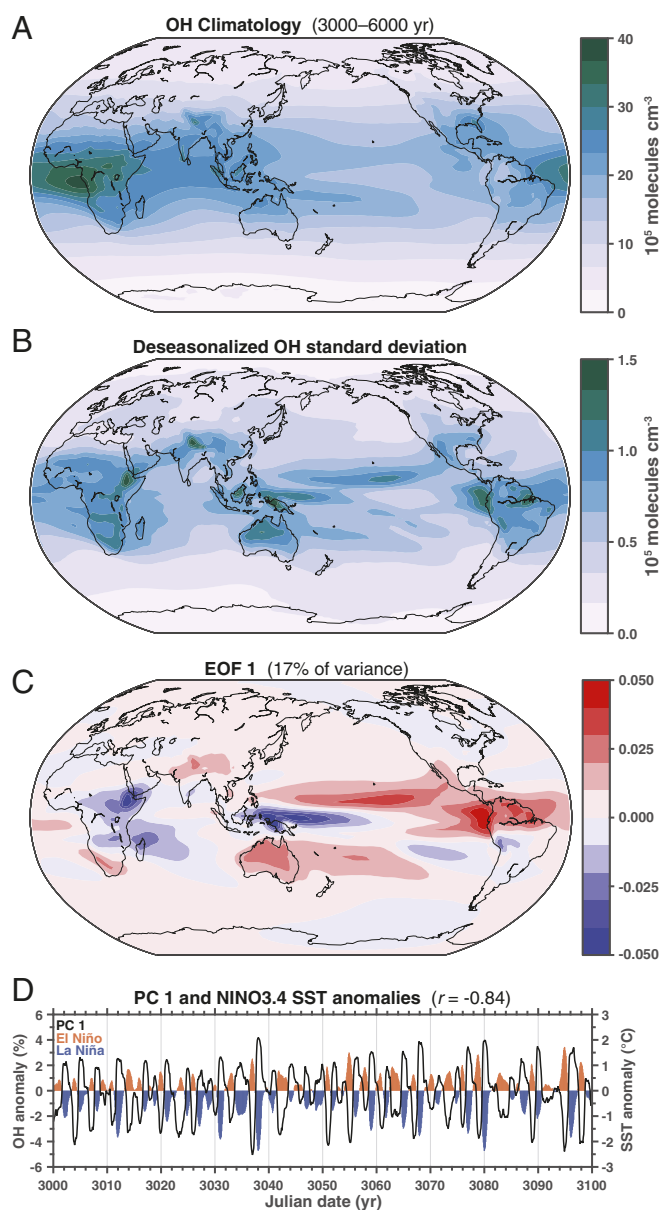 A
OH Climatology (3000–6000 yr)
40
30
20
10
0
10⁵ molecules cm⁻³
B
Deseasonalized OH standard deviation
1.5
1.0
0.5
0.0
10⁵ molecules cm⁻³
C
EOF 1 (17% of variance)
0.050
0.025
0.000
-0.025
-0.050
D
PC 1 and NINO3.4 SST anomalies (r = -0.84)
PC 1
El Niño
La Niña
6
4
2
0
-2
-4
-6
OH anomaly (%)
3
2
1
0
-1
-2
-3
SST anomaly (°C)
3000 3010 3020 3030 3040 3050 3060 3070 3080 3090 3100
Julian date (yr)